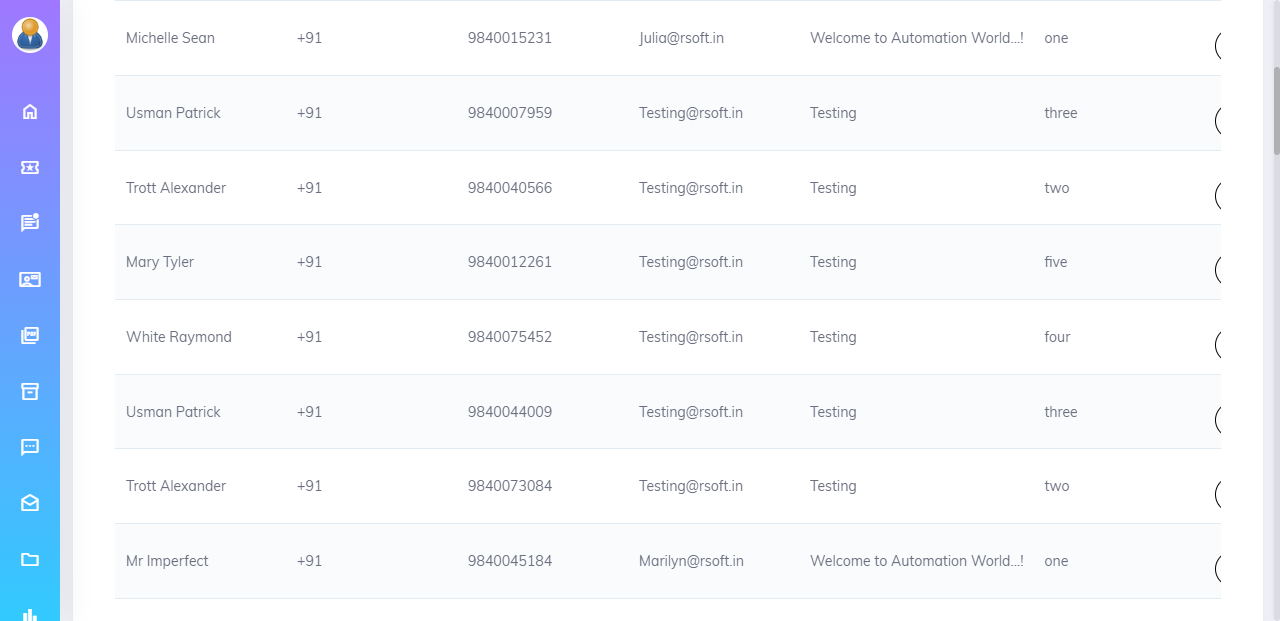 Michelle Sean +91 9840015231 Julia@rsoft.in Welcome to Automation World...! one
Usman Patrick +91 9840007959 Testing@rsoft.in Testing three
Trott Alexander +91 9840040566 Testing@rsoft.in Testing two
Mary Tyler +91 9840012261 Testing@rsoft.in Testing five
White Raymond +91 9840075452 Testing@rsoft.in Testing four
Usman Patrick +91 9840044009 Testing@rsoft.in Testing three
Trott Alexander +91 9840073084 Testing@rsoft.in Testing two
Mr Imperfect +91 9840045184 Marilyn@rsoft.in Welcome to Automation World...! one